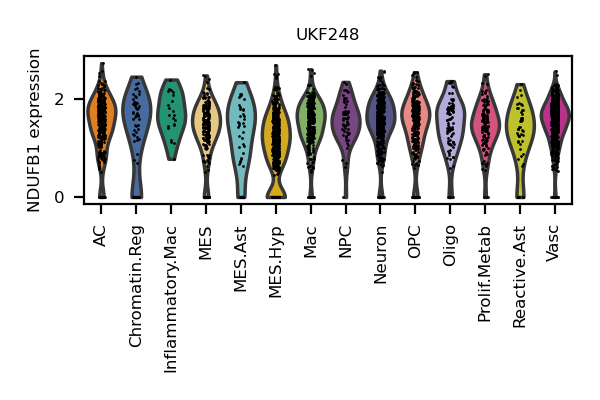 UKF248
NDUFB1 expression
2
0
AC
Chromatin.Reg
Inflammatory.Mac
MES
MES.Ast
MES.Hyp
Mac
NPC
Neuron
OPC
Oligo
Prolif.Metab
Reactive.Ast
Vasc